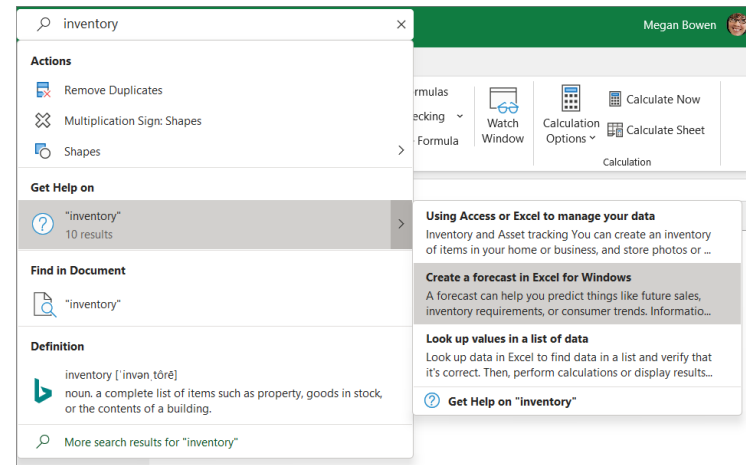 inventory
Megan Bowen
Actions
Remove Duplicates
Multiplication Sign: Shapes
Shapes
Get Help on
"inventory"
10 results
Find in Document
"inventory"
Definition
inventory [ˈinvənˌtôrē]
noun. a complete list of items such as property, goods in stock,
or the contents of a building.
More search results for "inventory"
Formula
Watch
Window
Calculation
Options
Calculate Now
Calculate Sheet
Calculation
Using Access or Excel to manage your data
Inventory and Asset tracking You can create an inventory
of items in your home or business, and store photos or ...
Create a forecast in Excel for Windows
A forecast can help you predict things like future sales,
inventory requirements, or consumer trends. Informatio...
Look up values in a list of data
Look up data in Excel to find data in a list and verify that
it's correct. Then, perform calculations or display results...
Get Help on "inventory"